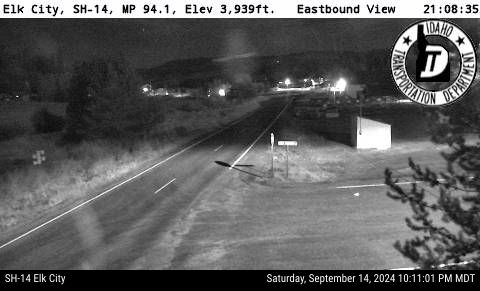 Elk City, SH-14, MP 94.1, Elev 3,939ft. Eastbound View 21:08:35
IDAHO
TRANSPORTATION DEPARTMENT
SH-14 Elk City Saturday, September 14, 2024 10:11:01 PM MDT